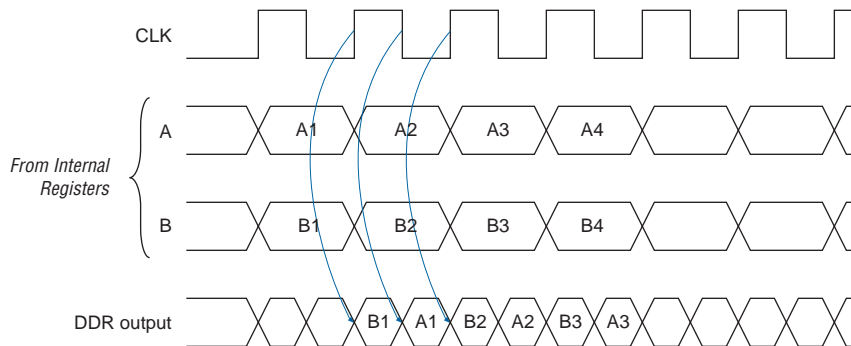 CLK
A
A1 A2 A3 A4
From Internal
Registers
B
B1 B2 B3 B4
DDR output
B1 A1 B2 A2 B3 A3